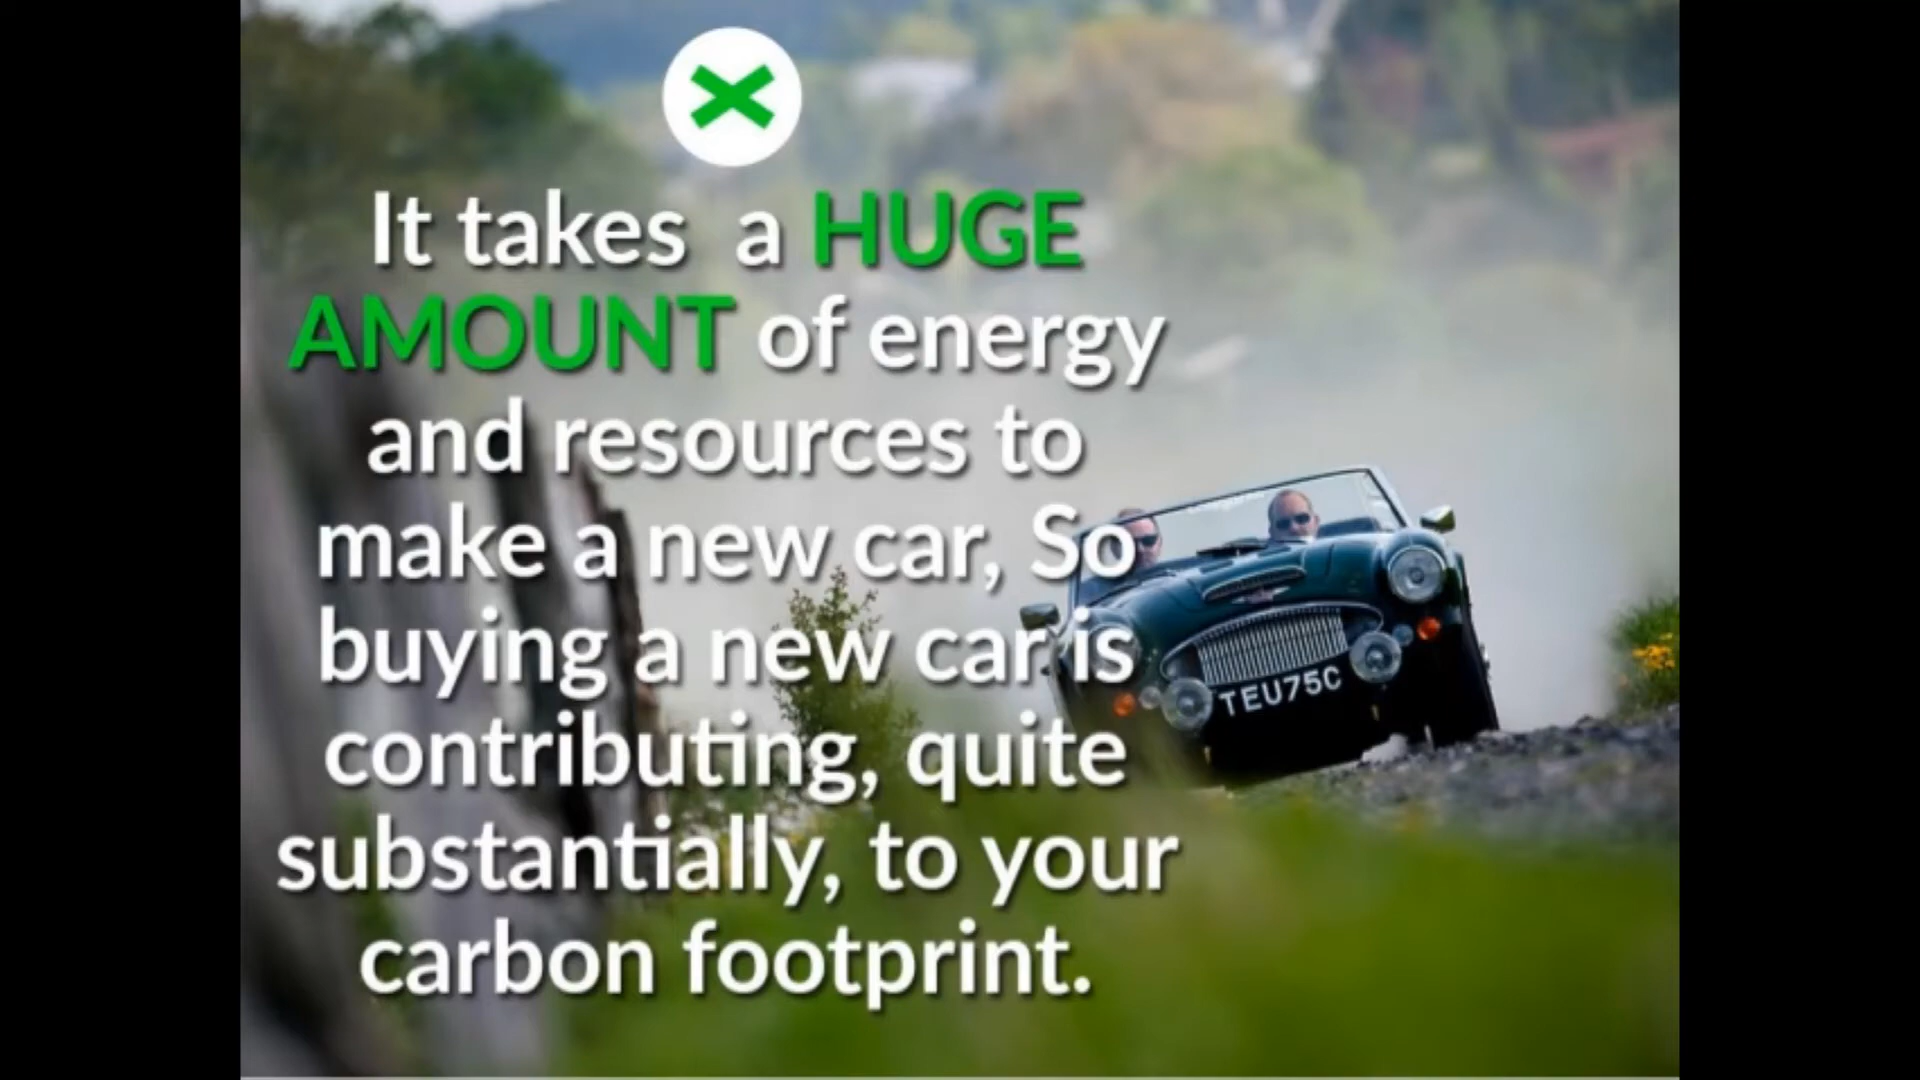 It takes a HUGE
AMOUNT of energy
and resources to
make a new car, So
buying a new car is
contributing, quite
substantially, to your
carbon footprint.
TEU75C